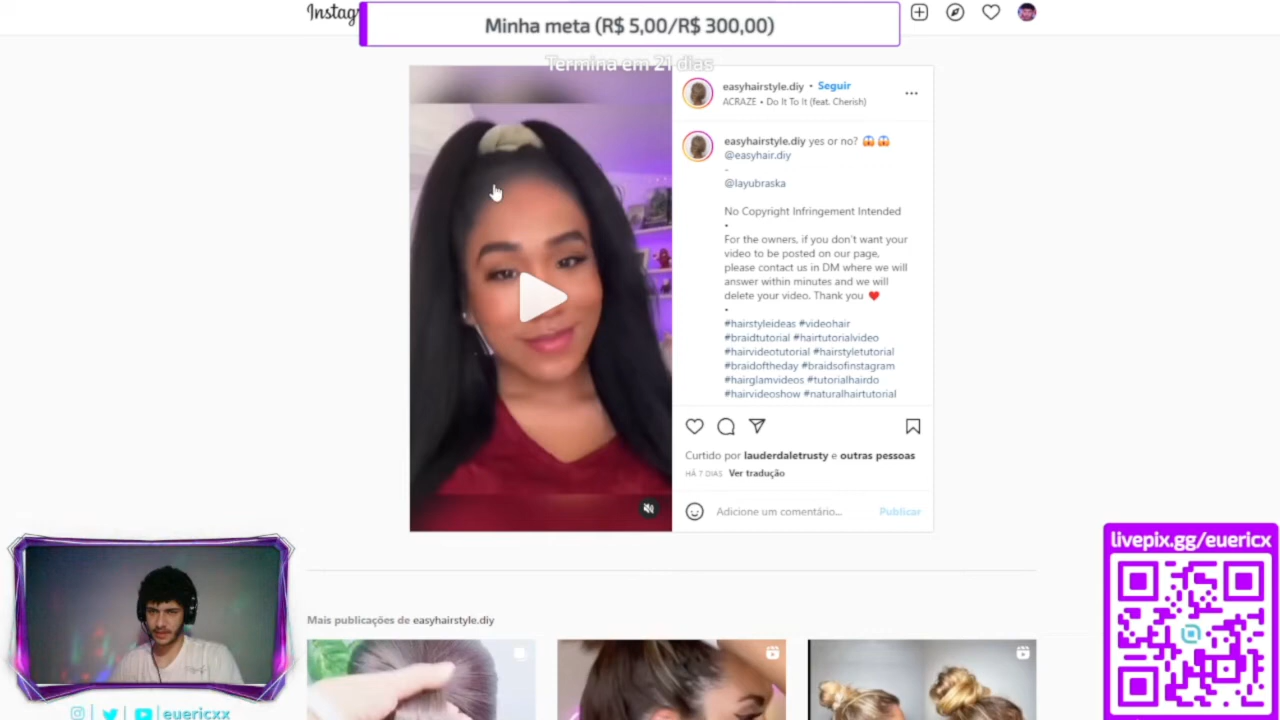 Instag
Minha meta (R$ 5,00/R$ 300,00)
Termina em 21 dias
easyhairstyle.diy • Seguir
ACRAZE • Do It To It (feat. Cherish)
easyhairstyle.diy yes or no? 😱 😱
@easyhair.diy
-
@layubraska
No Copyright Infringement Intended
•
For the owners, if you don't want your
video to be posted on our page,
please contact us in DM where we will
answer within minutes and we will
delete your video. Thank you ♥️
•
#hairstyleideas #videohair
#braidtutorial #hairtutorialvideo
#hairvideotutorial #hairstyletutorial
#braidoftheday #braidsofinstagram
#hairglamvideos #tutorialhairdo
#hairvideoshow #naturalhairtutorial
Curtido por lauderdaletrusty e outras pessoas
HÁ 7 DIAS Ver tradução
Adicione um comentário... Publicar
livepix.gg/euericx
Mais publicações de easyhairstyle.diy
euericxx